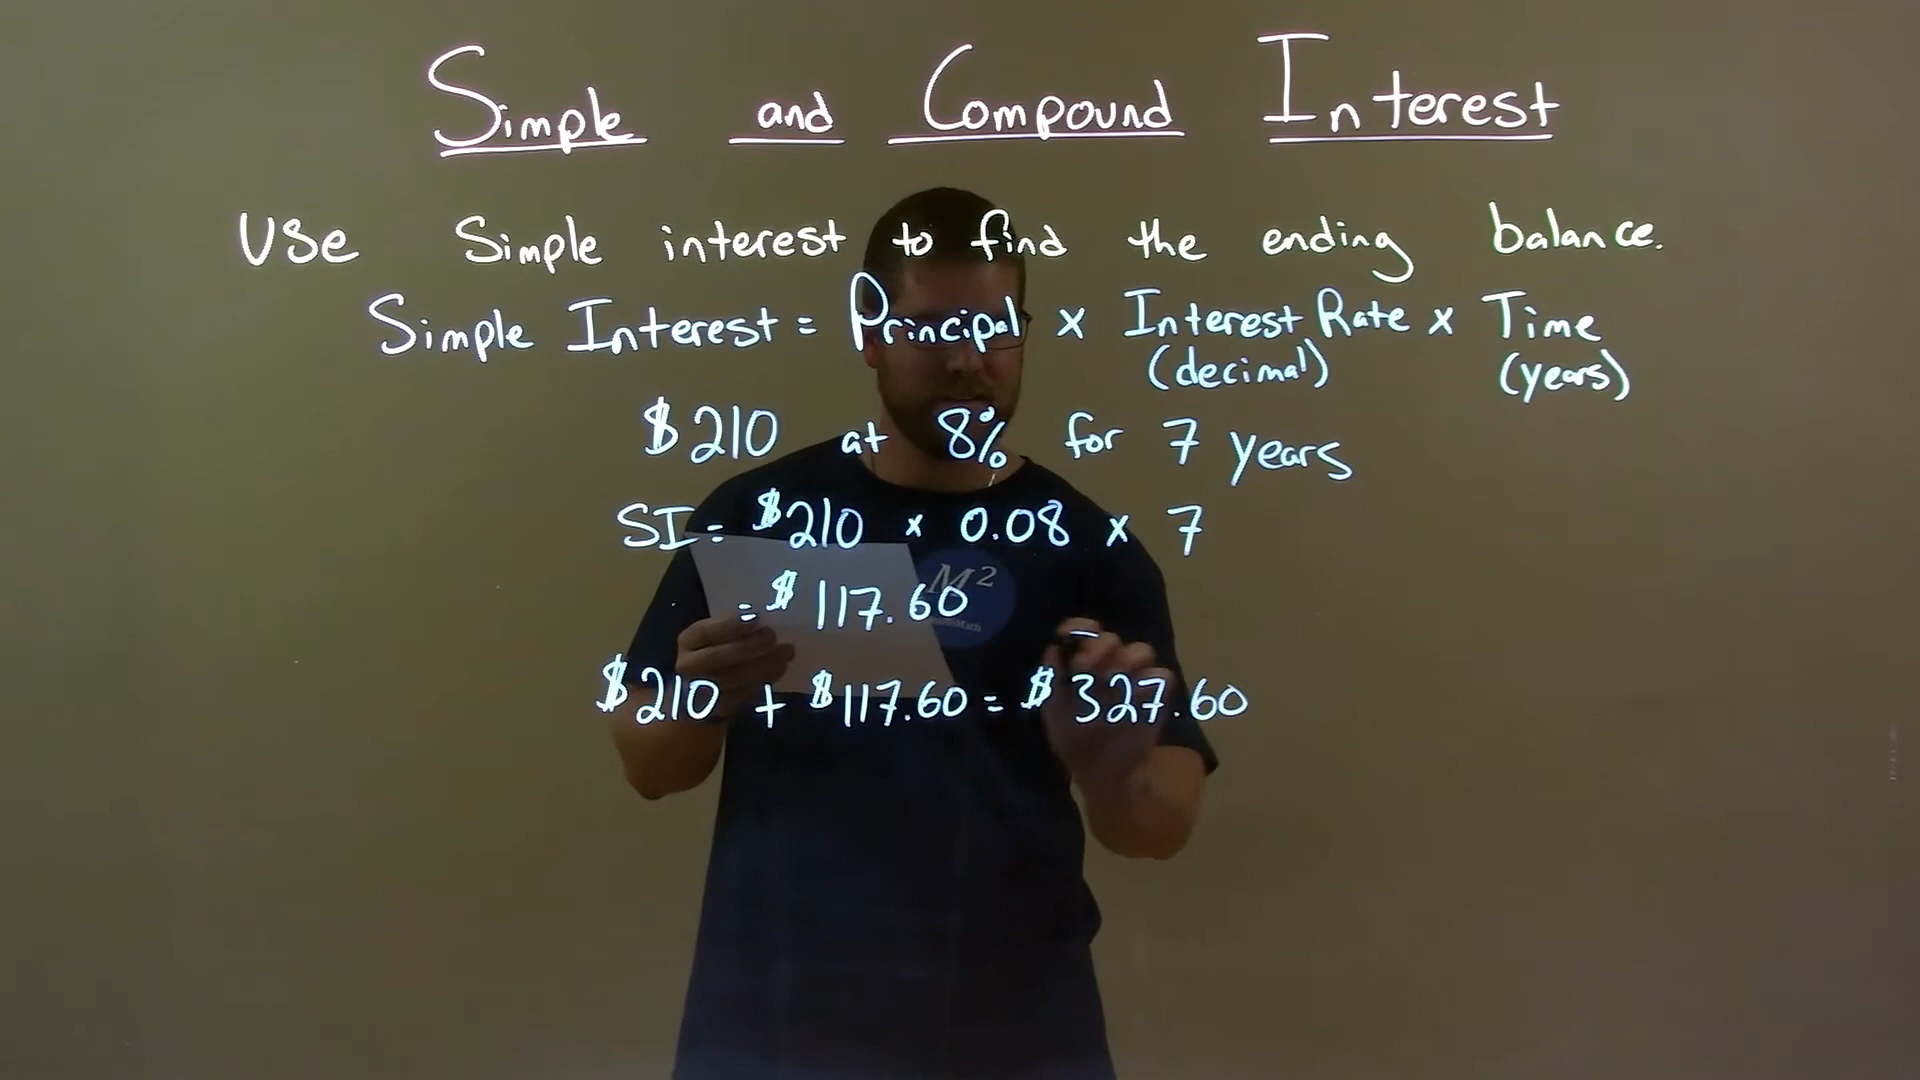 Simple and Compound Interest
Use Simple interest to find the ending balance.
Simple Interest = Principal x Interest Rate x Time
(decimal) (years)
$210 at 8% for 7 years
SI = $210 x 0.08 x 7
M²
= $117.60
$210 + $117.60 = $327.60